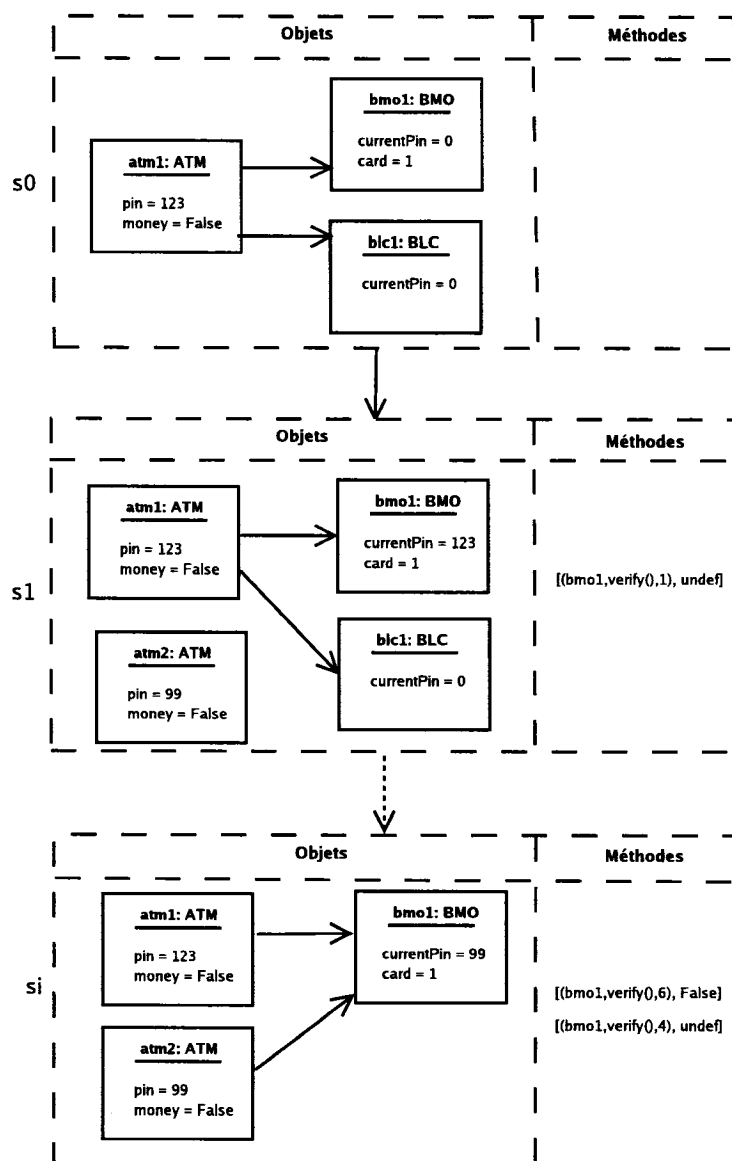 Objets
Méthodes
s0
atm1: ATM
pin = 123
money = False
bmo1: BMO
currentPin = 0
card = 1
blc1: BLC
currentPin = 0
Objets
Méthodes
s1
atm1: ATM
pin = 123
money = False
bmo1: BMO
currentPin = 123
card = 1
atm2: ATM
pin = 99
money = False
blc1: BLC
currentPin = 0
[(bmo1,verify(),1), undef]
Objets
Méthodes
si
atm1: ATM
pin = 123
money = False
bmo1: BMO
currentPin = 99
card = 1
atm2: ATM
pin = 99
money = False
[(bmo1,verify(),6), False]
[(bmo1,verify(),4), undef]